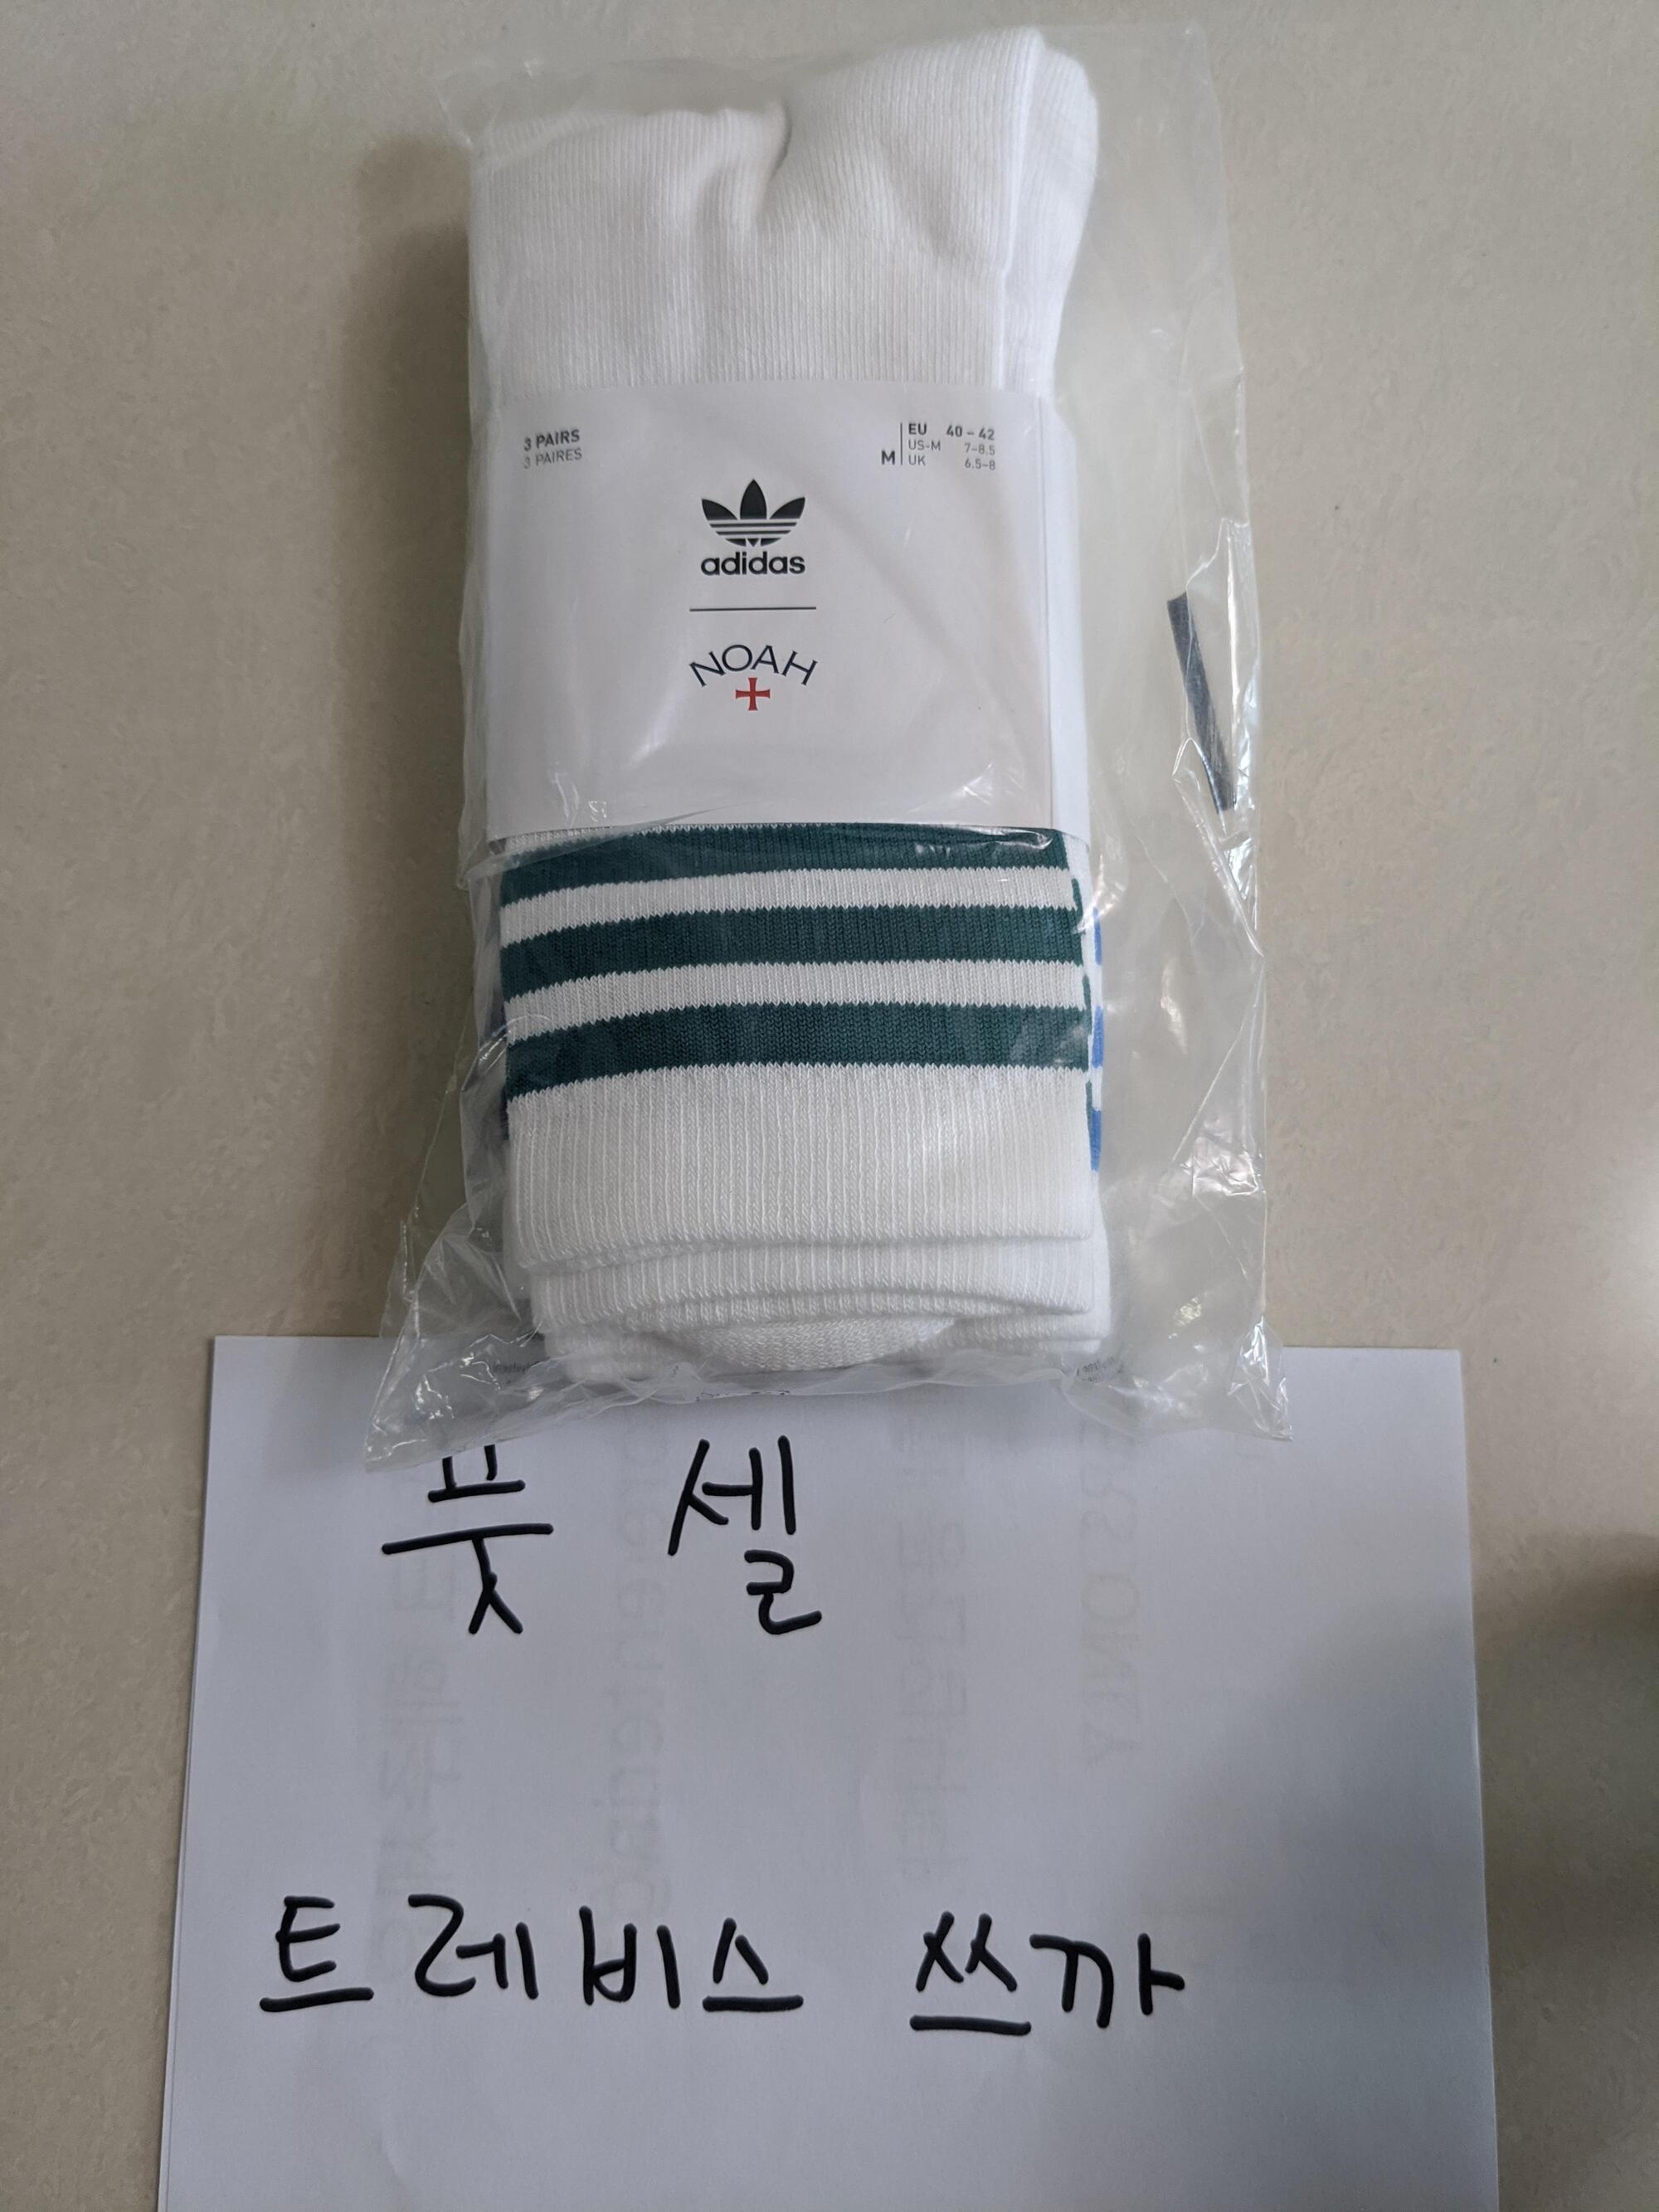 3 PAIRS
3 PAIRES
M
EU 40 – 42
US-M 7–8.5
UK 6.5–8
adidas
NOAH
풋 셀
트레비스 쓰까